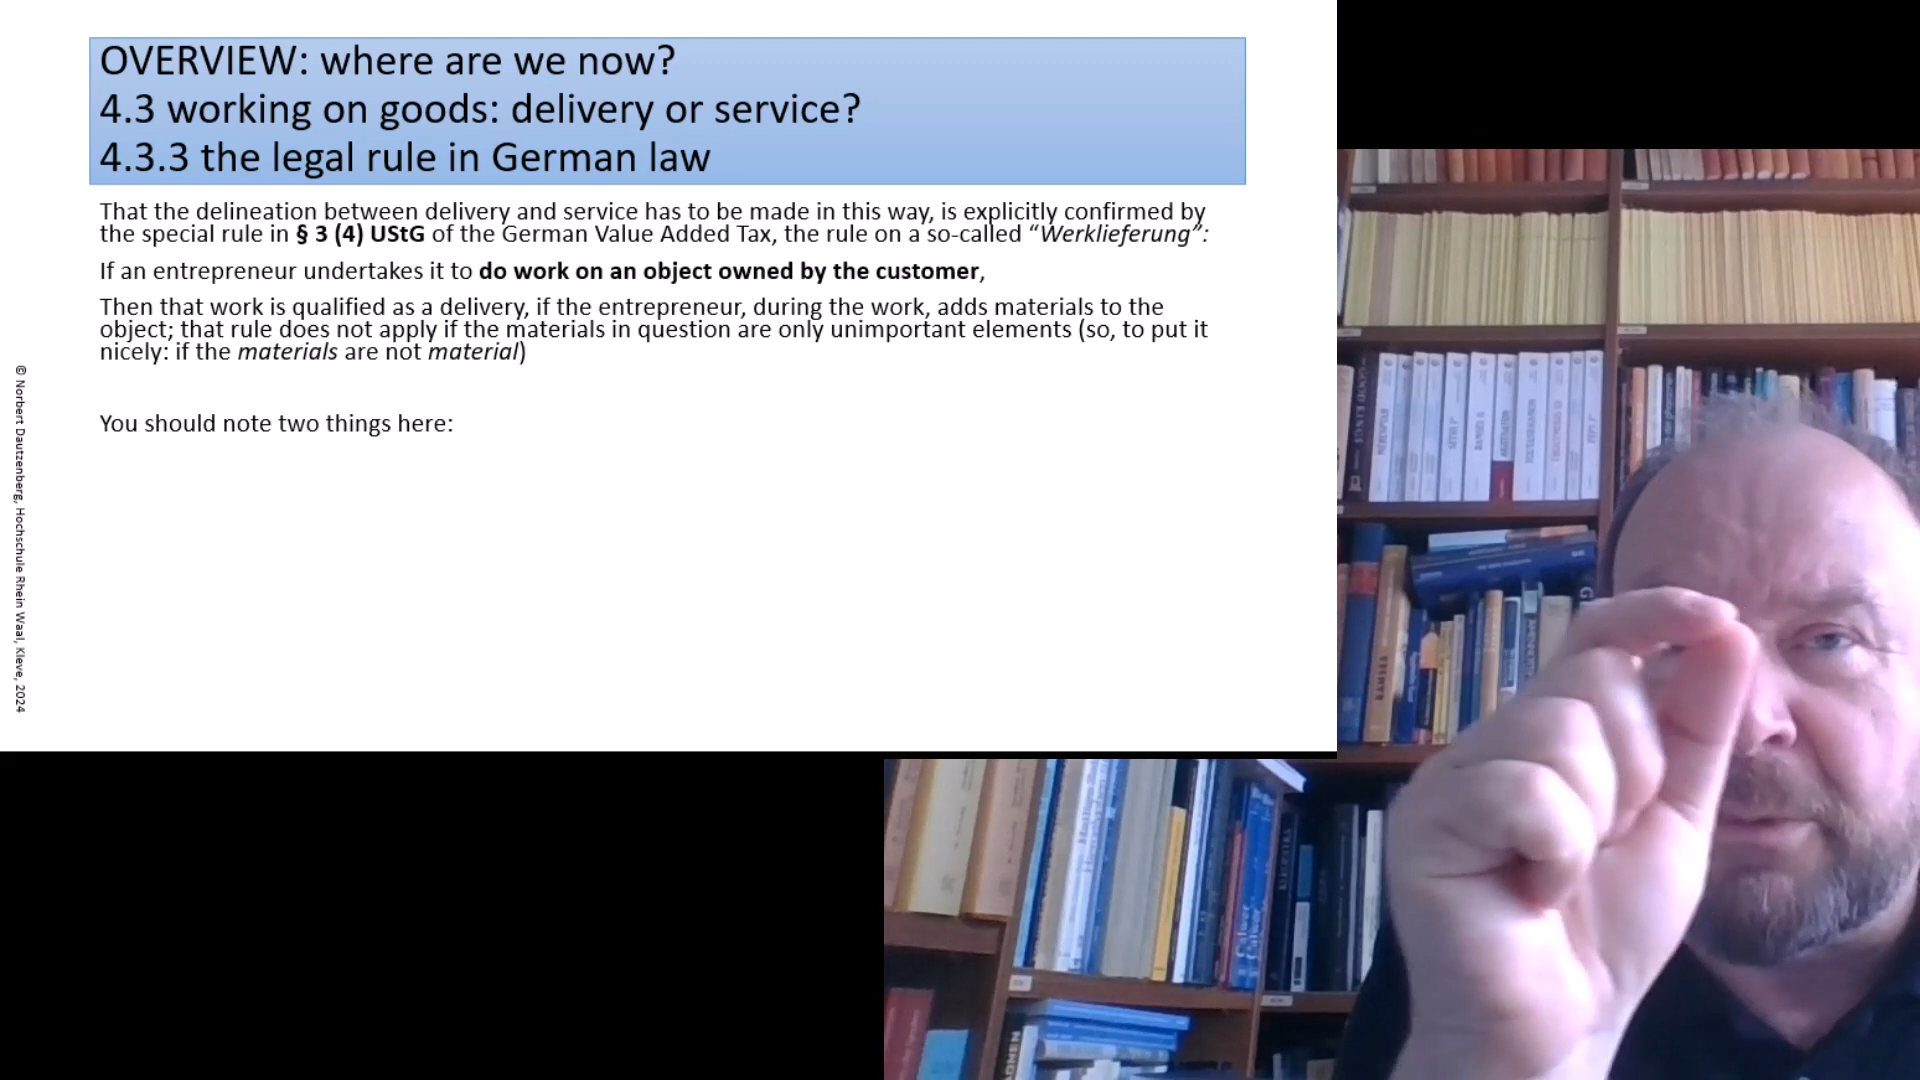 OVERVIEW: where are we now?
4.3 working on goods: delivery or service?
4.3.3 the legal rule in German law
That the delineation between delivery and service has to be made in this way, is explicitly confirmed by
the special rule in § 3 (4) UStG of the German Value Added Tax, the rule on a so-called “Werklieferung”:
If an entrepreneur undertakes it to do work on an object owned by the customer,
Then that work is qualified as a delivery, if the entrepreneur, during the work, adds materials to the
object; that rule does not apply if the materials in question are only unimportant elements (so, to put it
nicely: if the materials are not material)
You should note two things here:
© Norbert Dautzenberg, Hochschule Rhein Waal, Kleve, 2024